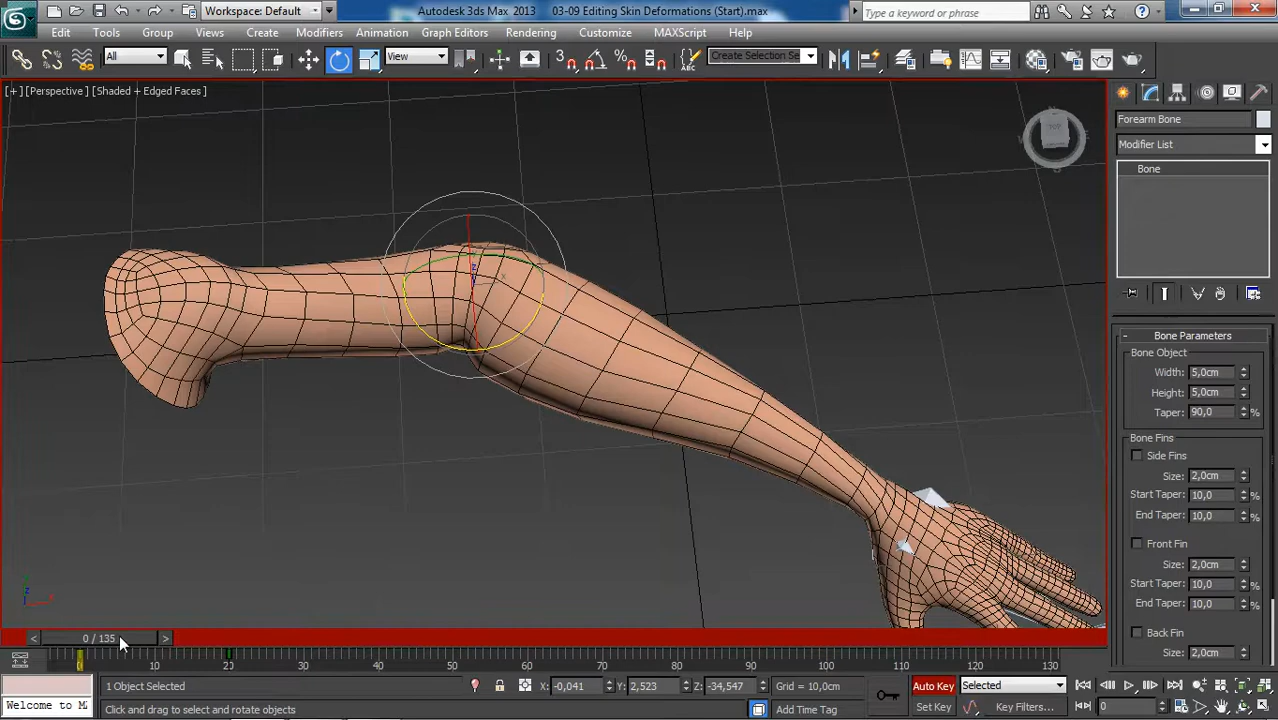 Workspace: Default
Autodesk 3ds Max 2013
03-09 Editing Skin Deformations (Start).max
Type a keyword or phrase
Edit
Tools
Group
Views
Create
Modifiers
Animation
Graph Editors
Rendering
Customize
MAXScript
Help
All
View
3
Create Selection Se
[+] [Perspective] [Shaded + Edged Faces]
Forearm Bone
Modifier List
Bone
- Bone Parameters
Bone Object
Width: 5,0cm
Height: 5,0cm
Taper: 90,0 %
Bone Fins
Side Fins
Size: 2,0cm
Start Taper: 10,0 %
End Taper: 10,0 %
Front Fin
Size: 2,0cm
Start Taper: 10,0 %
End Taper: 10,0 %
Back Fin
Size: 2,0cm
z
x
TOP
< 0 / 135 >
0 10 20 30 40 50 60 70 80 90 100 110 120 130
1 Object Selected
X: -0,041 Y: 2,523 Z: -34,547
Grid = 10,0cm
Auto Key
Selected
Welcome to M
Click and drag to select and rotate objects
Add Time Tag
Set Key
Key Filters...
0